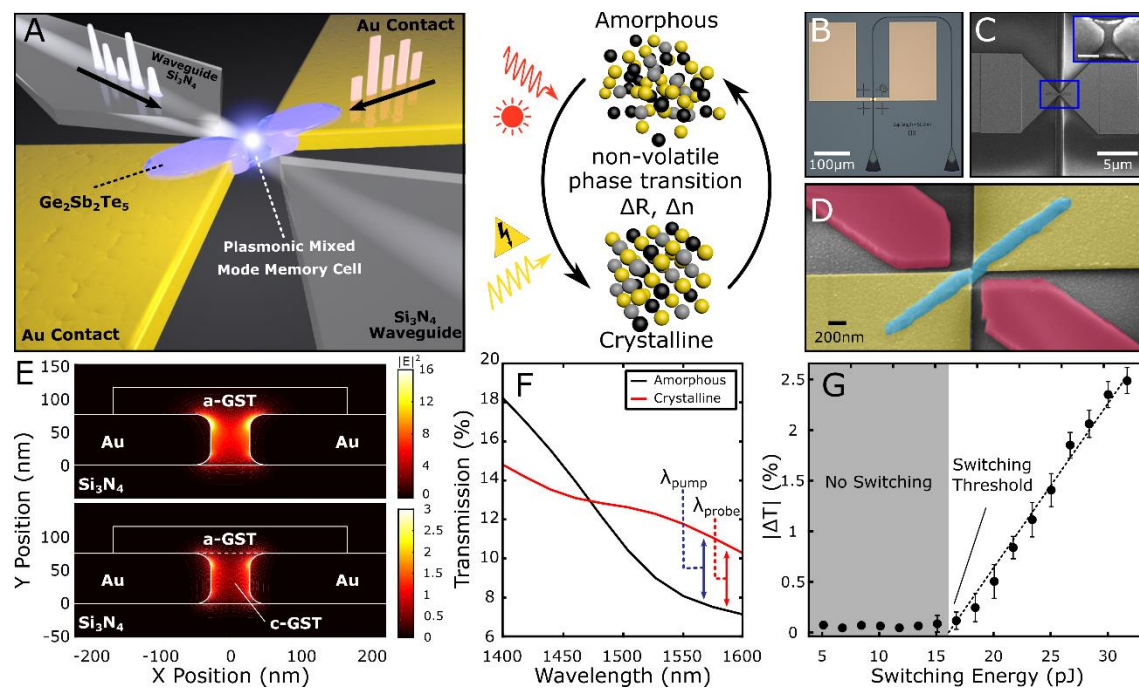 A
Waveguide
Si₃N₄
Au Contact
Ge₂Sb₂Te₅
Plasmonic Mixed
Mode Memory Cell
Au Contact
Si₃N₄
Waveguide
Amorphous
non-volatile
phase transition
ΔR, Δn
Crystalline
B
100µm
C
5µm
D
200nm
E
|E|²
150
100
50
0
a-GST
Au
Au
Si₃N₄
16
12
8
4
0
Y Position (nm)
100
50
0
-50
a-GST
Au
Au
Si₃N₄
c-GST
3
2
1
0
-200
-100
0
100
200
X Position (nm)
F
Amorphous
Crystalline
λpump
λprobe
Transmission (%)
20
18
16
14
12
10
8
6
1400
1450
1500
1550
1600
Wavelength (nm)
G
No Switching
Switching
Threshold
|ΔT| (%)
2.5
2
1.5
1
0.5
0
5
10
15
20
25
30
Switching Energy (pJ)